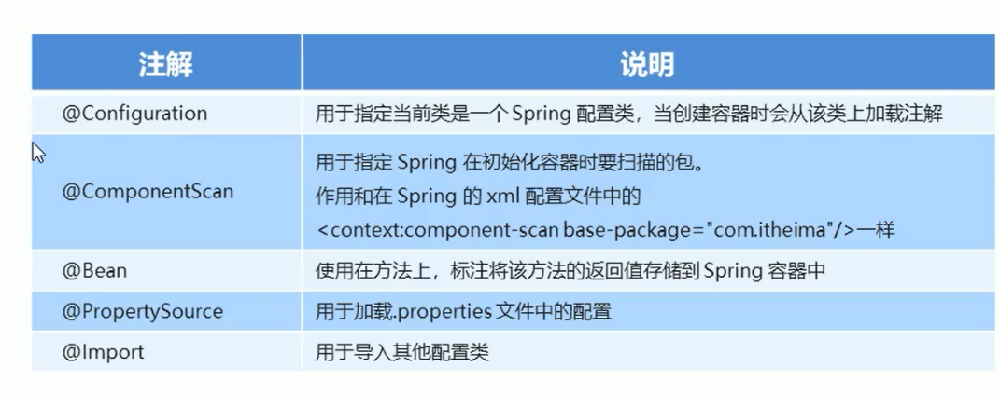 注解 说明
@Configuration 用于指定当前类是一个 Spring 配置类，当创建容器时会从该类上加载注解
用于指定 Spring 在初始化容器时要扫描的包。
@ComponentScan 作用和在 Spring 的 xml 配置文件中的
<context:component-scan base-package="com.itheima"/>一样
@Bean 使用在方法上，标注将该方法的返回值存储到 Spring 容器中
@PropertySource 用于加载.properties 文件中的配置
@Import 用于导入其他配置类